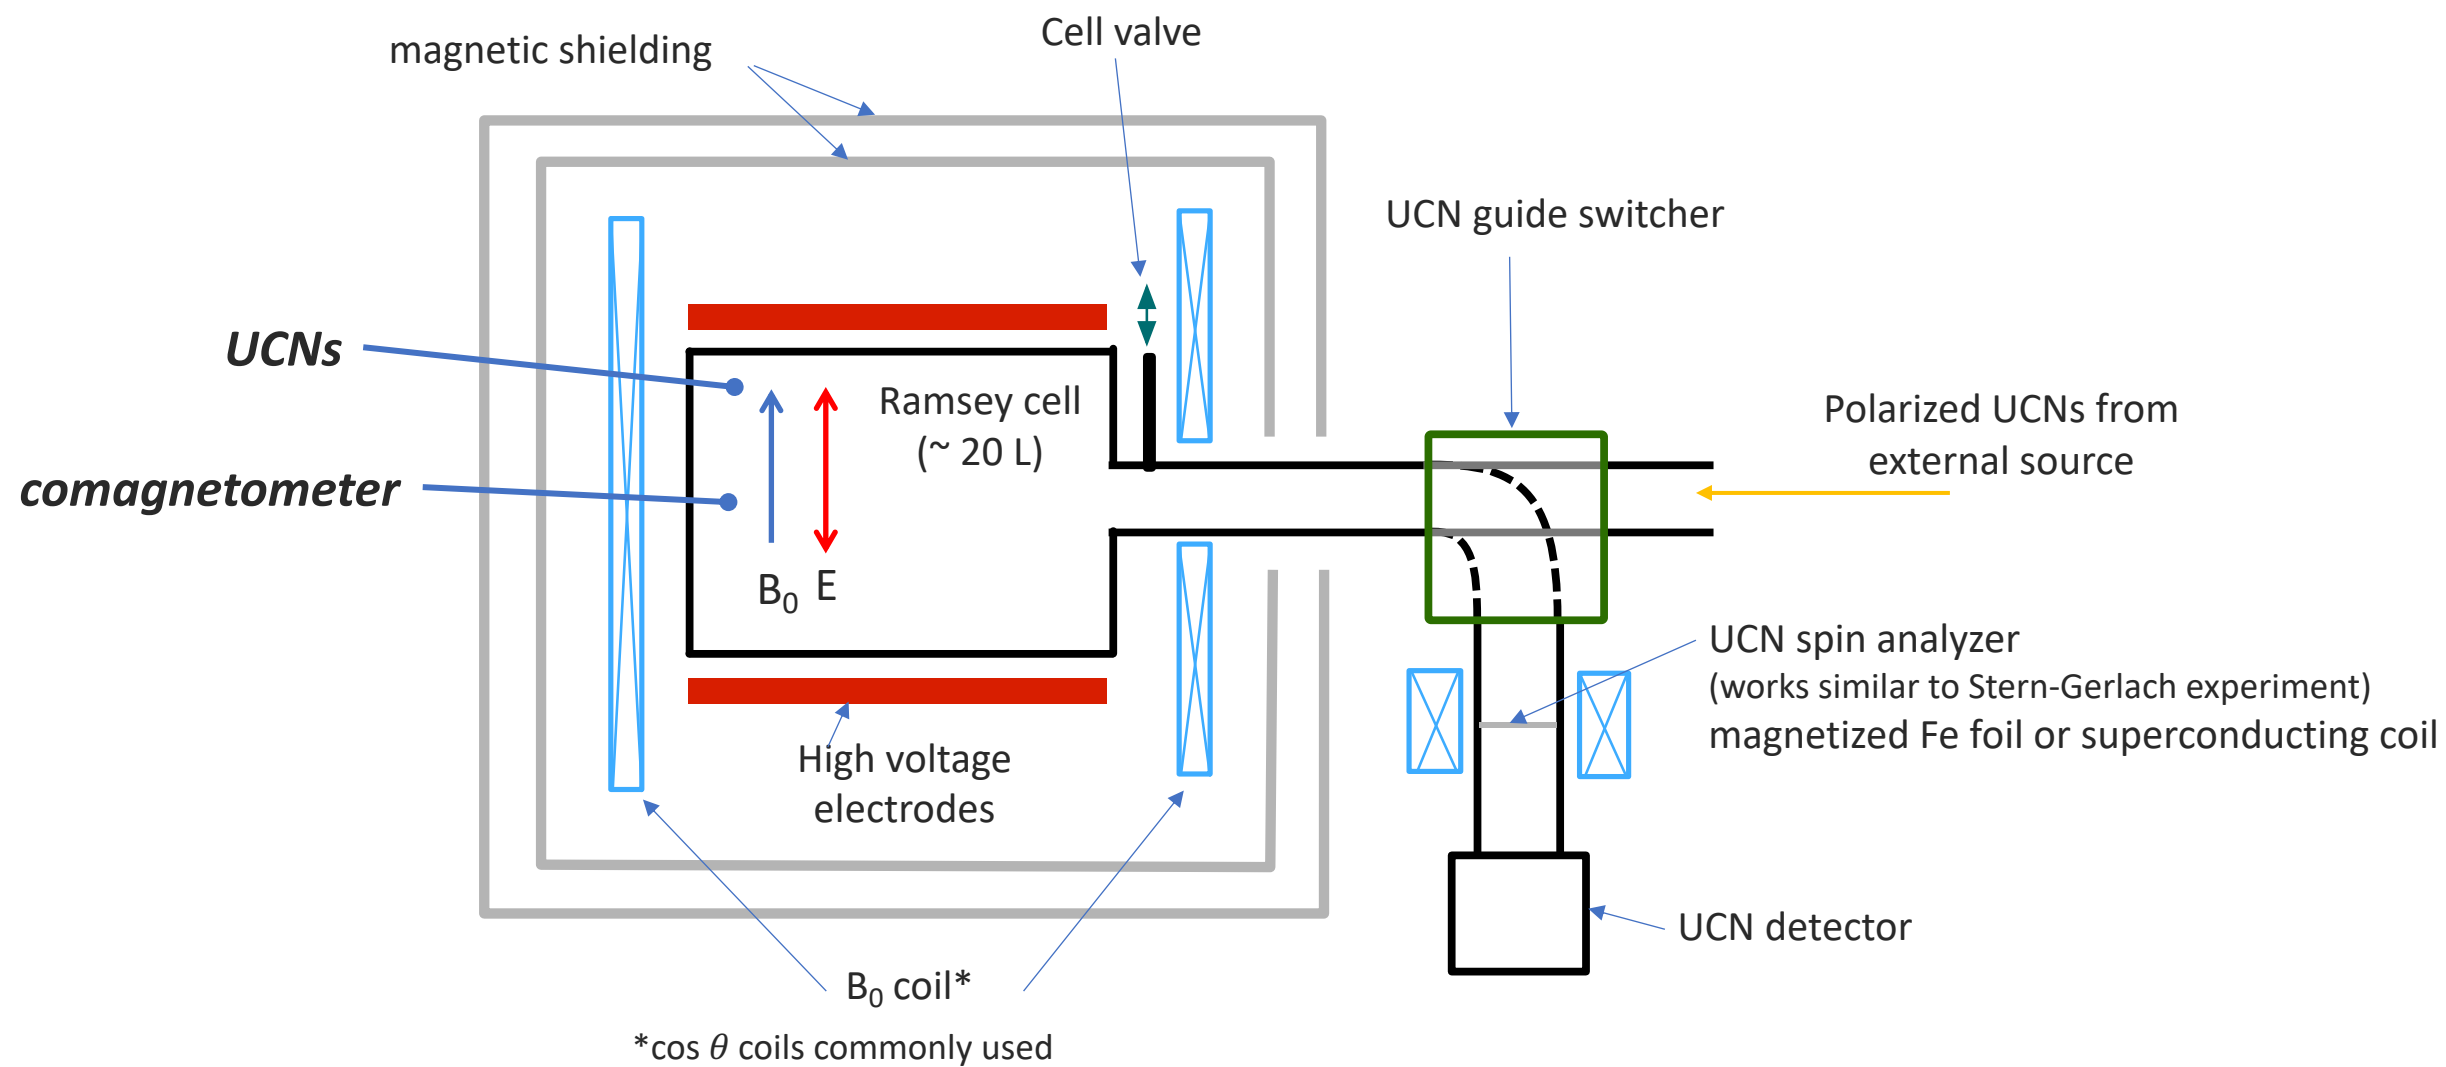 magnetic shielding
Cell valve
UCN guide switcher
UCNs
Ramsey cell
(~ 20 L)
Polarized UCNs from
external source
comagnetometer
B₀
E
UCN spin analyzer
(works similar to Stern-Gerlach experiment)
magnetized Fe foil or superconducting coil
High voltage
electrodes
UCN detector
B₀ coil*
*cos θ coils commonly used